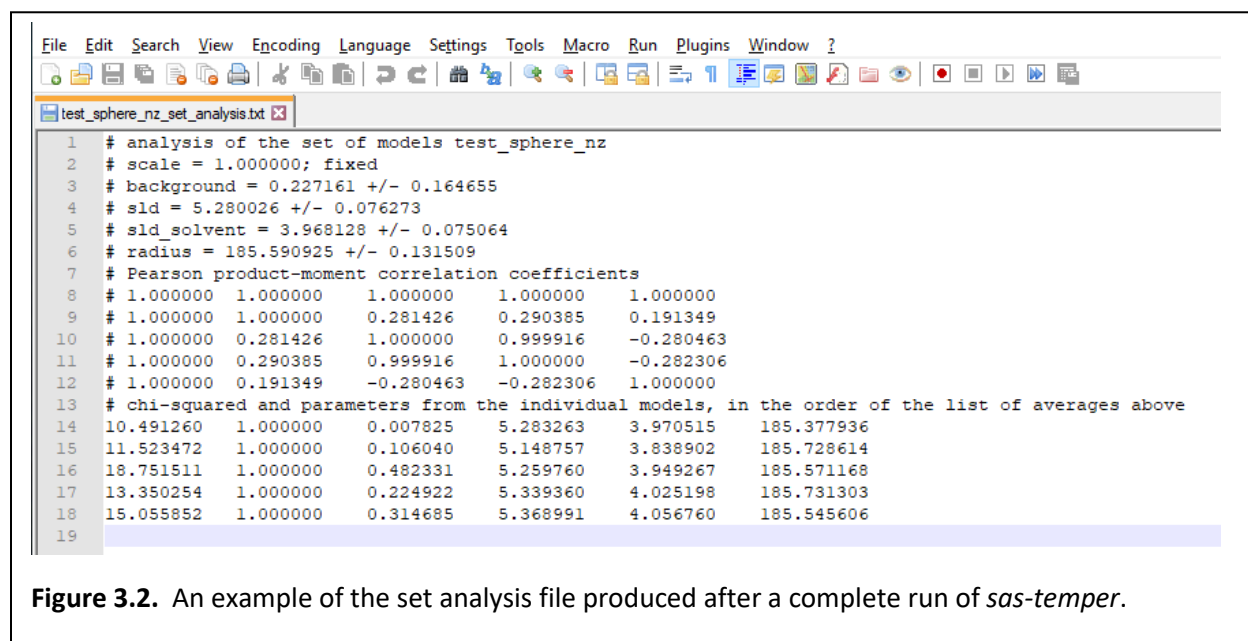 File Edit Search View Encoding Language Settings Tools Macro Run Plugins Window ?
test_sphere_nz_set_analysis.txt
1 # analysis of the set of models test_sphere_nz
2 # scale = 1.000000; fixed
3 # background = 0.227161 +/- 0.164655
4 # sld = 5.280026 +/- 0.076273
5 # sld_solvent = 3.968128 +/- 0.075064
6 # radius = 185.590925 +/- 0.131509
7 # Pearson product-moment correlation coefficients
8 # 1.000000 1.000000 1.000000 1.000000 1.000000
9 # 1.000000 1.000000 0.281426 0.290385 0.191349
10 # 1.000000 0.281426 1.000000 0.999916 -0.280463
11 # 1.000000 0.290385 0.999916 1.000000 -0.282306
12 # 1.000000 0.191349 -0.280463 -0.282306 1.000000
13 # chi-squared and parameters from the individual models, in the order of the list of averages above
14 10.491260 1.000000 0.007825 5.283263 3.970515 185.377936
15 11.523472 1.000000 0.106040 5.148757 3.838902 185.728614
16 18.751511 1.000000 0.482331 5.259760 3.949267 185.571168
17 13.350254 1.000000 0.224922 5.339360 4.025198 185.731303
18 15.055852 1.000000 0.314685 5.368991 4.056760 185.545606
19
Figure 3.2. An example of the set analysis file produced after a complete run of sas-temper.